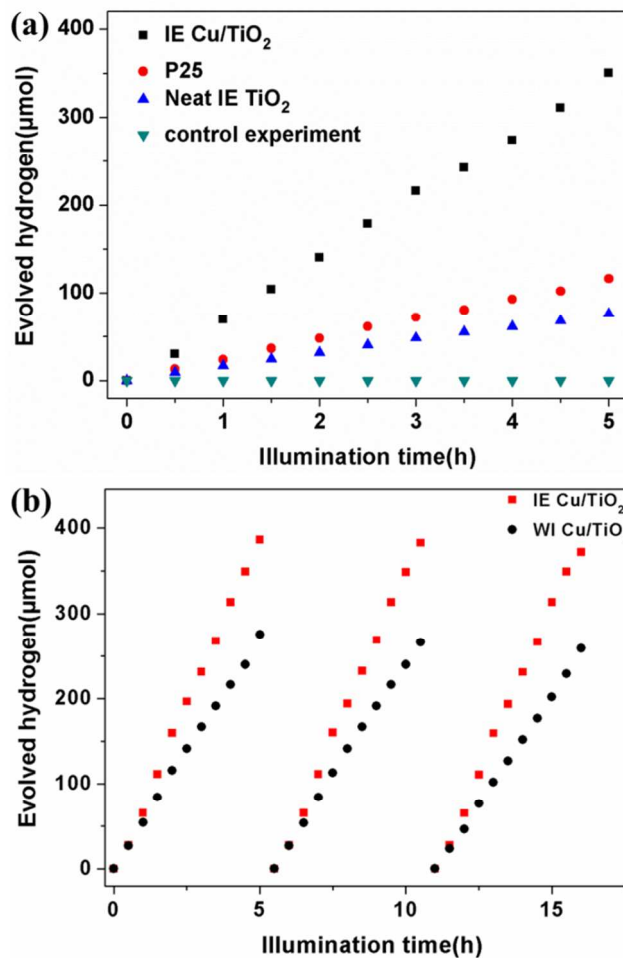 (a)
400
300
200
100
0
Evolved hydrogen(μmol)
IE Cu/TiO₂
P25
Neat IE TiO₂
control experiment
0 1 2 3 4 5
Illumination time(h)
(b)
400
300
200
100
0
Evolved hydrogen(μmol)
IE Cu/TiO₂
WI Cu/TiO
0 5 10 15
Illumination time(h)